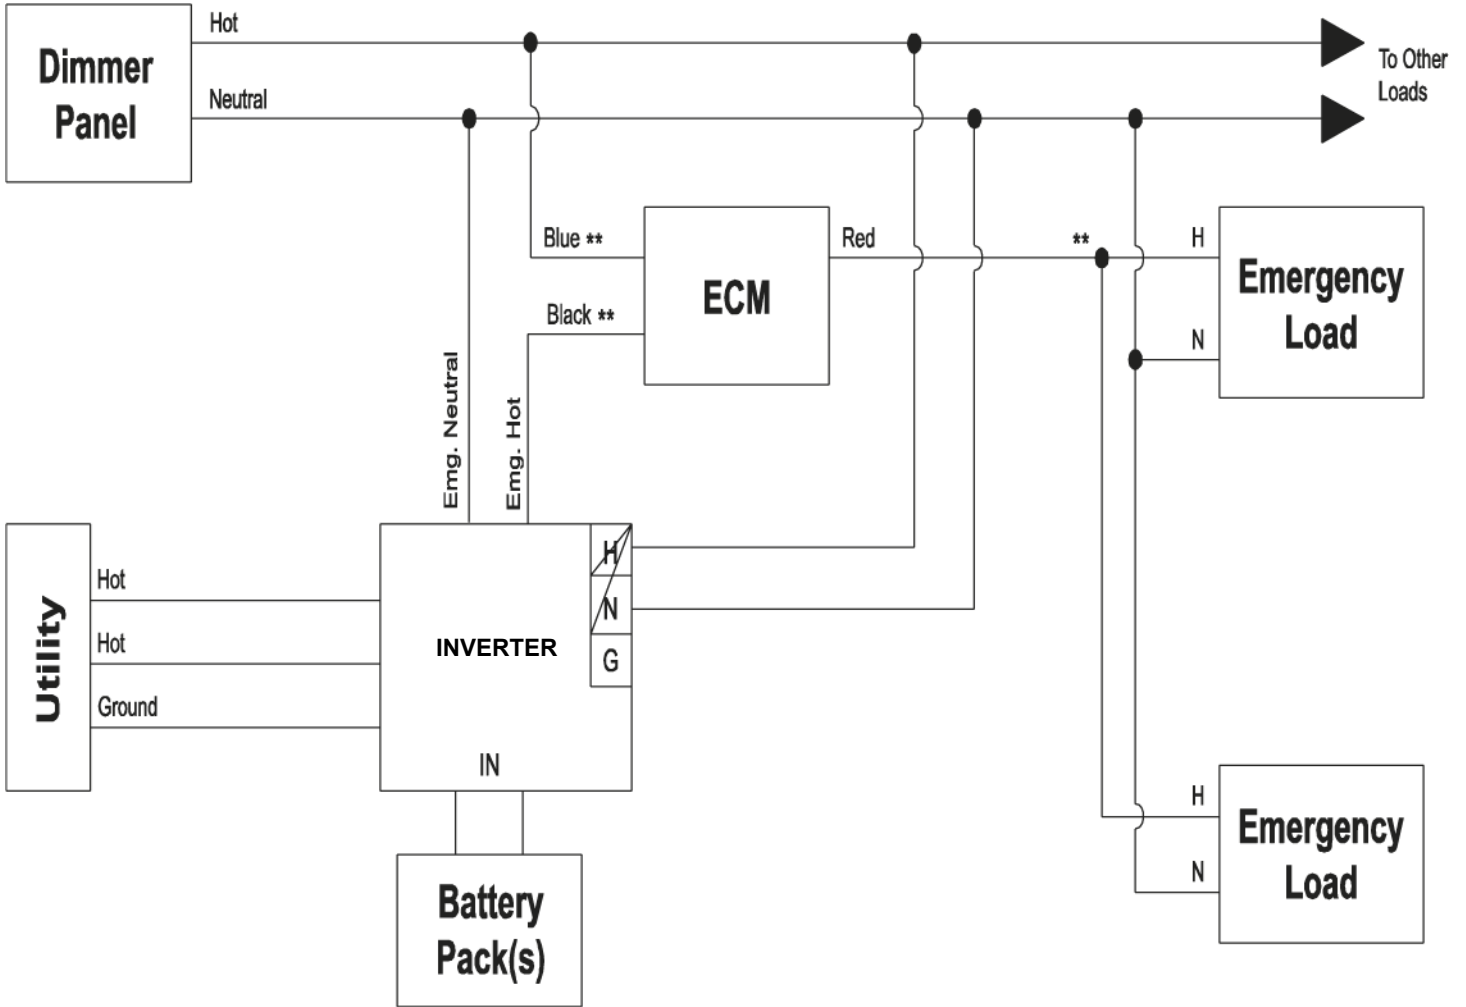 Hot
Dimmer
Panel
Neutral
To Other
Loads
Blue **
Red
**
H
ECM
Emergency
Load
Black **
N
Emg. Neutral
Emg. Hot
Utility
Hot
Hot
Ground
H
N
G
INVERTER
IN
H
Emergency
Load
N
Battery
Pack(s)